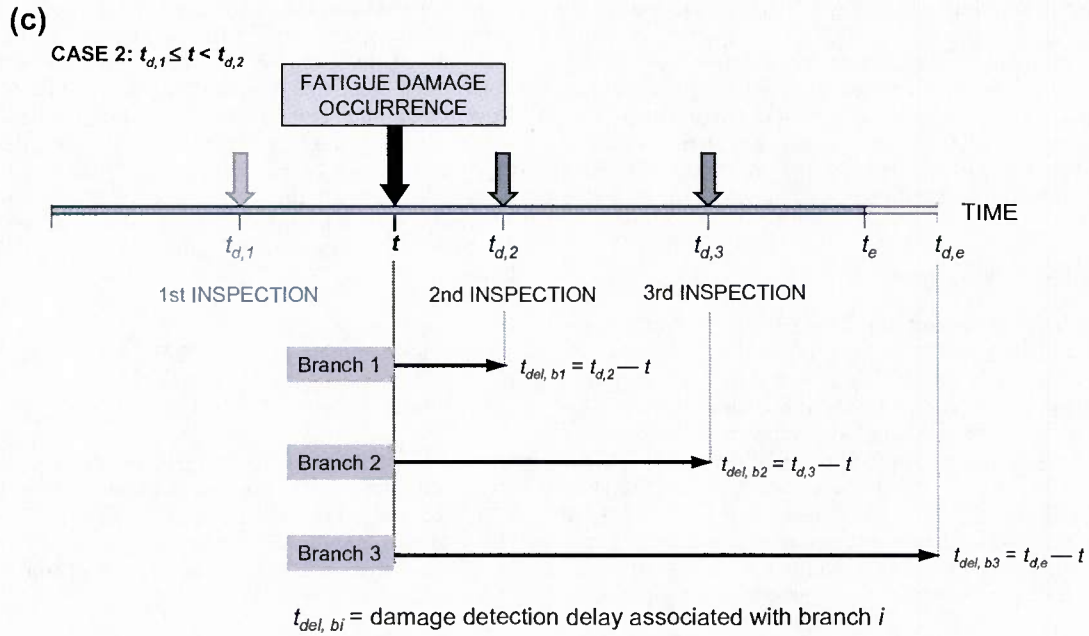 (c)
CASE 2: t_{d,1} ≤ t < t_{d,2}
FATIGUE DAMAGE
OCCURRENCE
TIME
t_{d,1} t t_{d,2} t_{d,3} t_e t_{d,e}
1st INSPECTION 2nd INSPECTION 3rd INSPECTION
Branch 1 t_{del, b1} = t_{d,2} — t
Branch 2 t_{del, b2} = t_{d,3} — t
Branch 3 t_{del, b3} = t_{d,e} — t
t_{del, bi} = damage detection delay associated with branch i